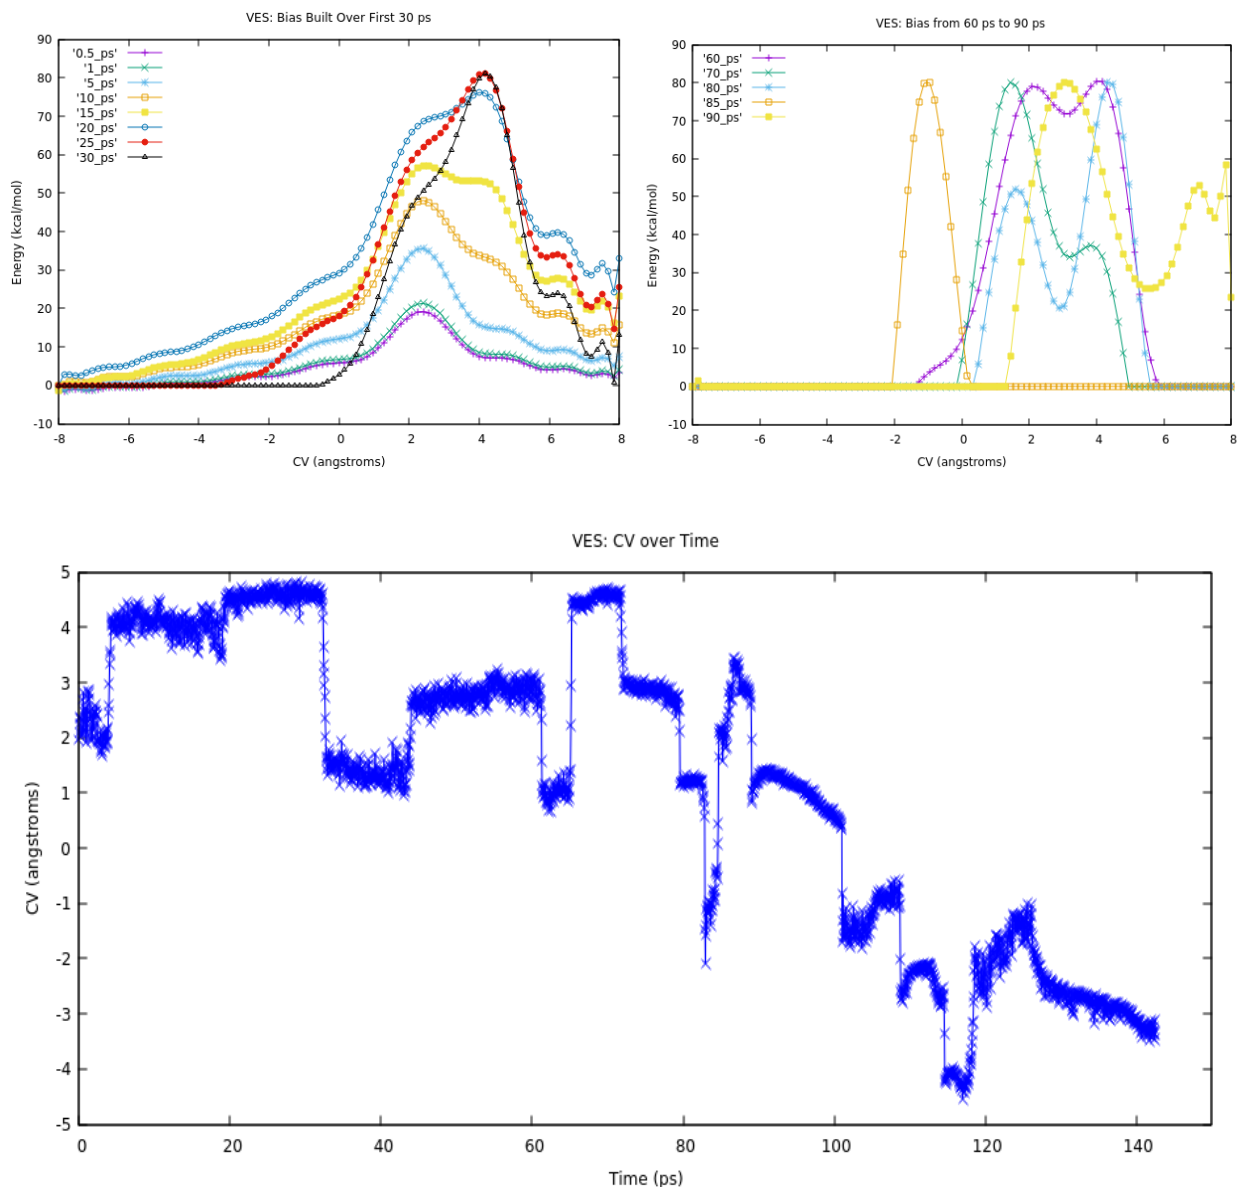 VES: Bias Built Over First 30 ps
90
80
70
60
50
40
30
20
10
0
-10
Energy (kcal/mol)
'0.5_ps'
'1_ps'
'5_ps'
'10_ps'
'15_ps'
'20_ps'
'25_ps'
'30_ps'
-8 -6 -4 -2 0 2 4 6 8
CV (angstroms)
VES: Bias from 60 ps to 90 ps
90
80
70
60
50
40
30
20
10
0
-10
Energy (kcal/mol)
'60_ps'
'70_ps'
'80_ps'
'85_ps'
'90_ps'
-8 -6 -4 -2 0 2 4 6 8
CV (angstroms)
VES: CV over Time
5
4
3
2
1
0
-1
-2
-3
-4
-5
CV (angstroms)
0 20 40 60 80 100 120 140
Time (ps)